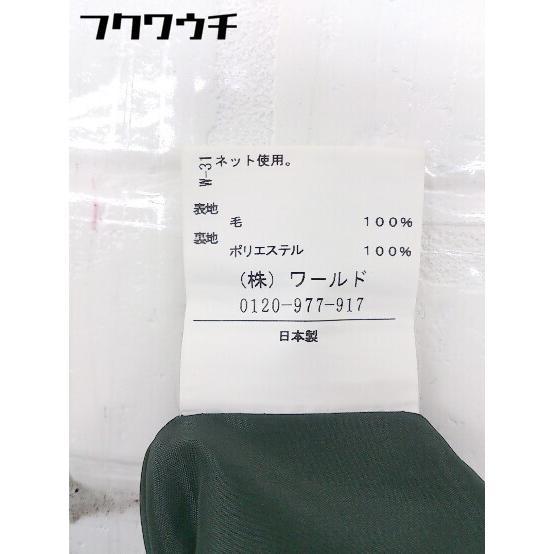 フクワウチ
W-31
ネット使用。
表地
毛 100%
裏地
ポリエステル 100%
(株) ワールド
0120-977-917
日本製